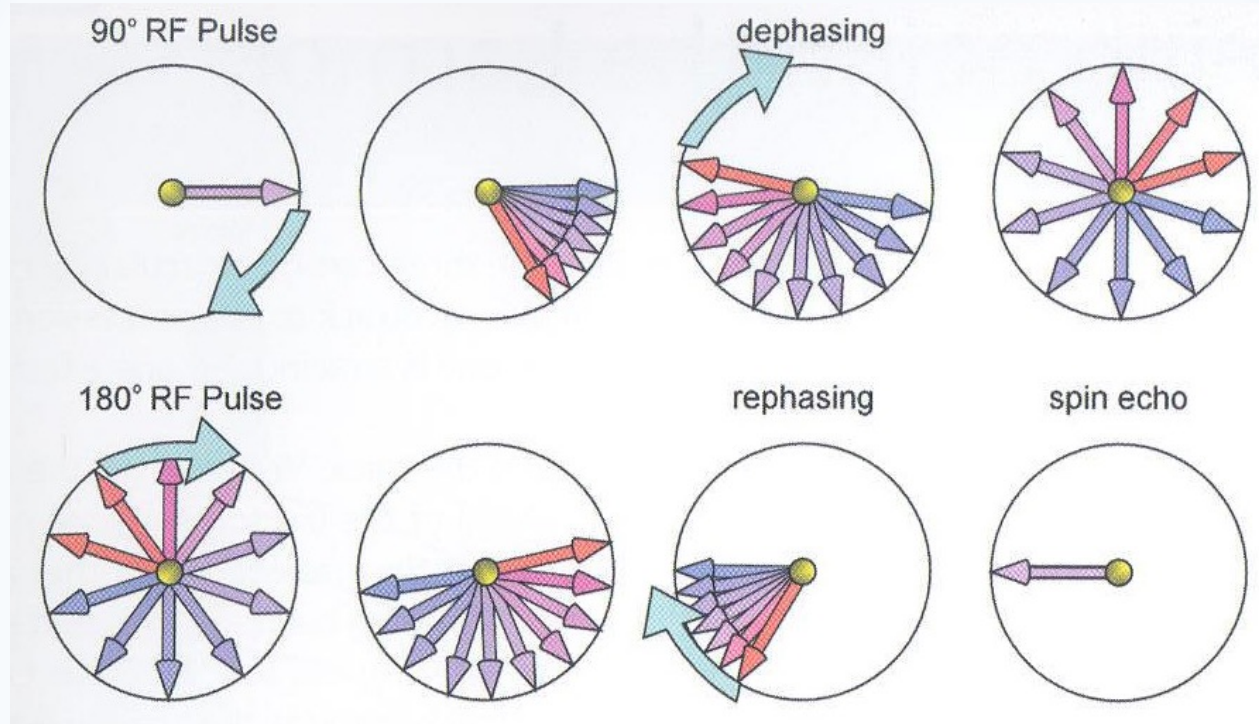 90° RF Pulse
dephasing
180° RF Pulse
rephasing
spin echo